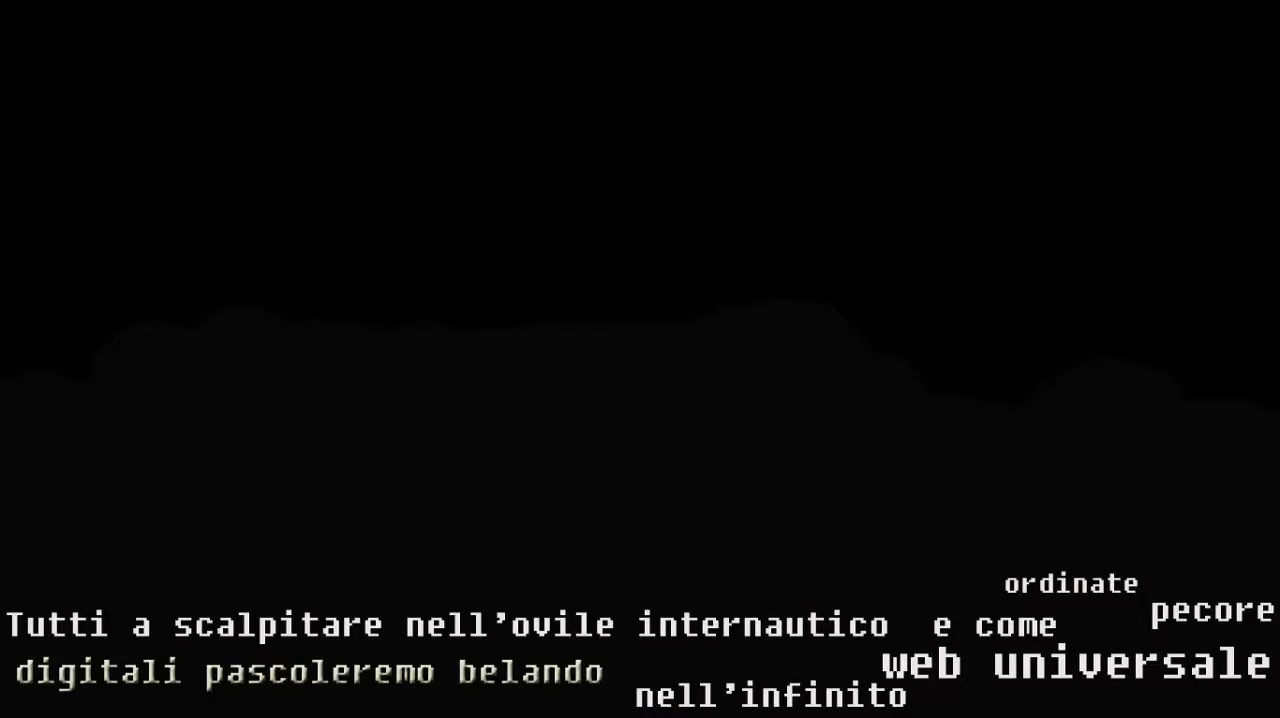 Tutti a scalpitare nell'ovile internautico e come
ordinate
pecore
digitali pascoleremo belando
nell'infinito
web universale